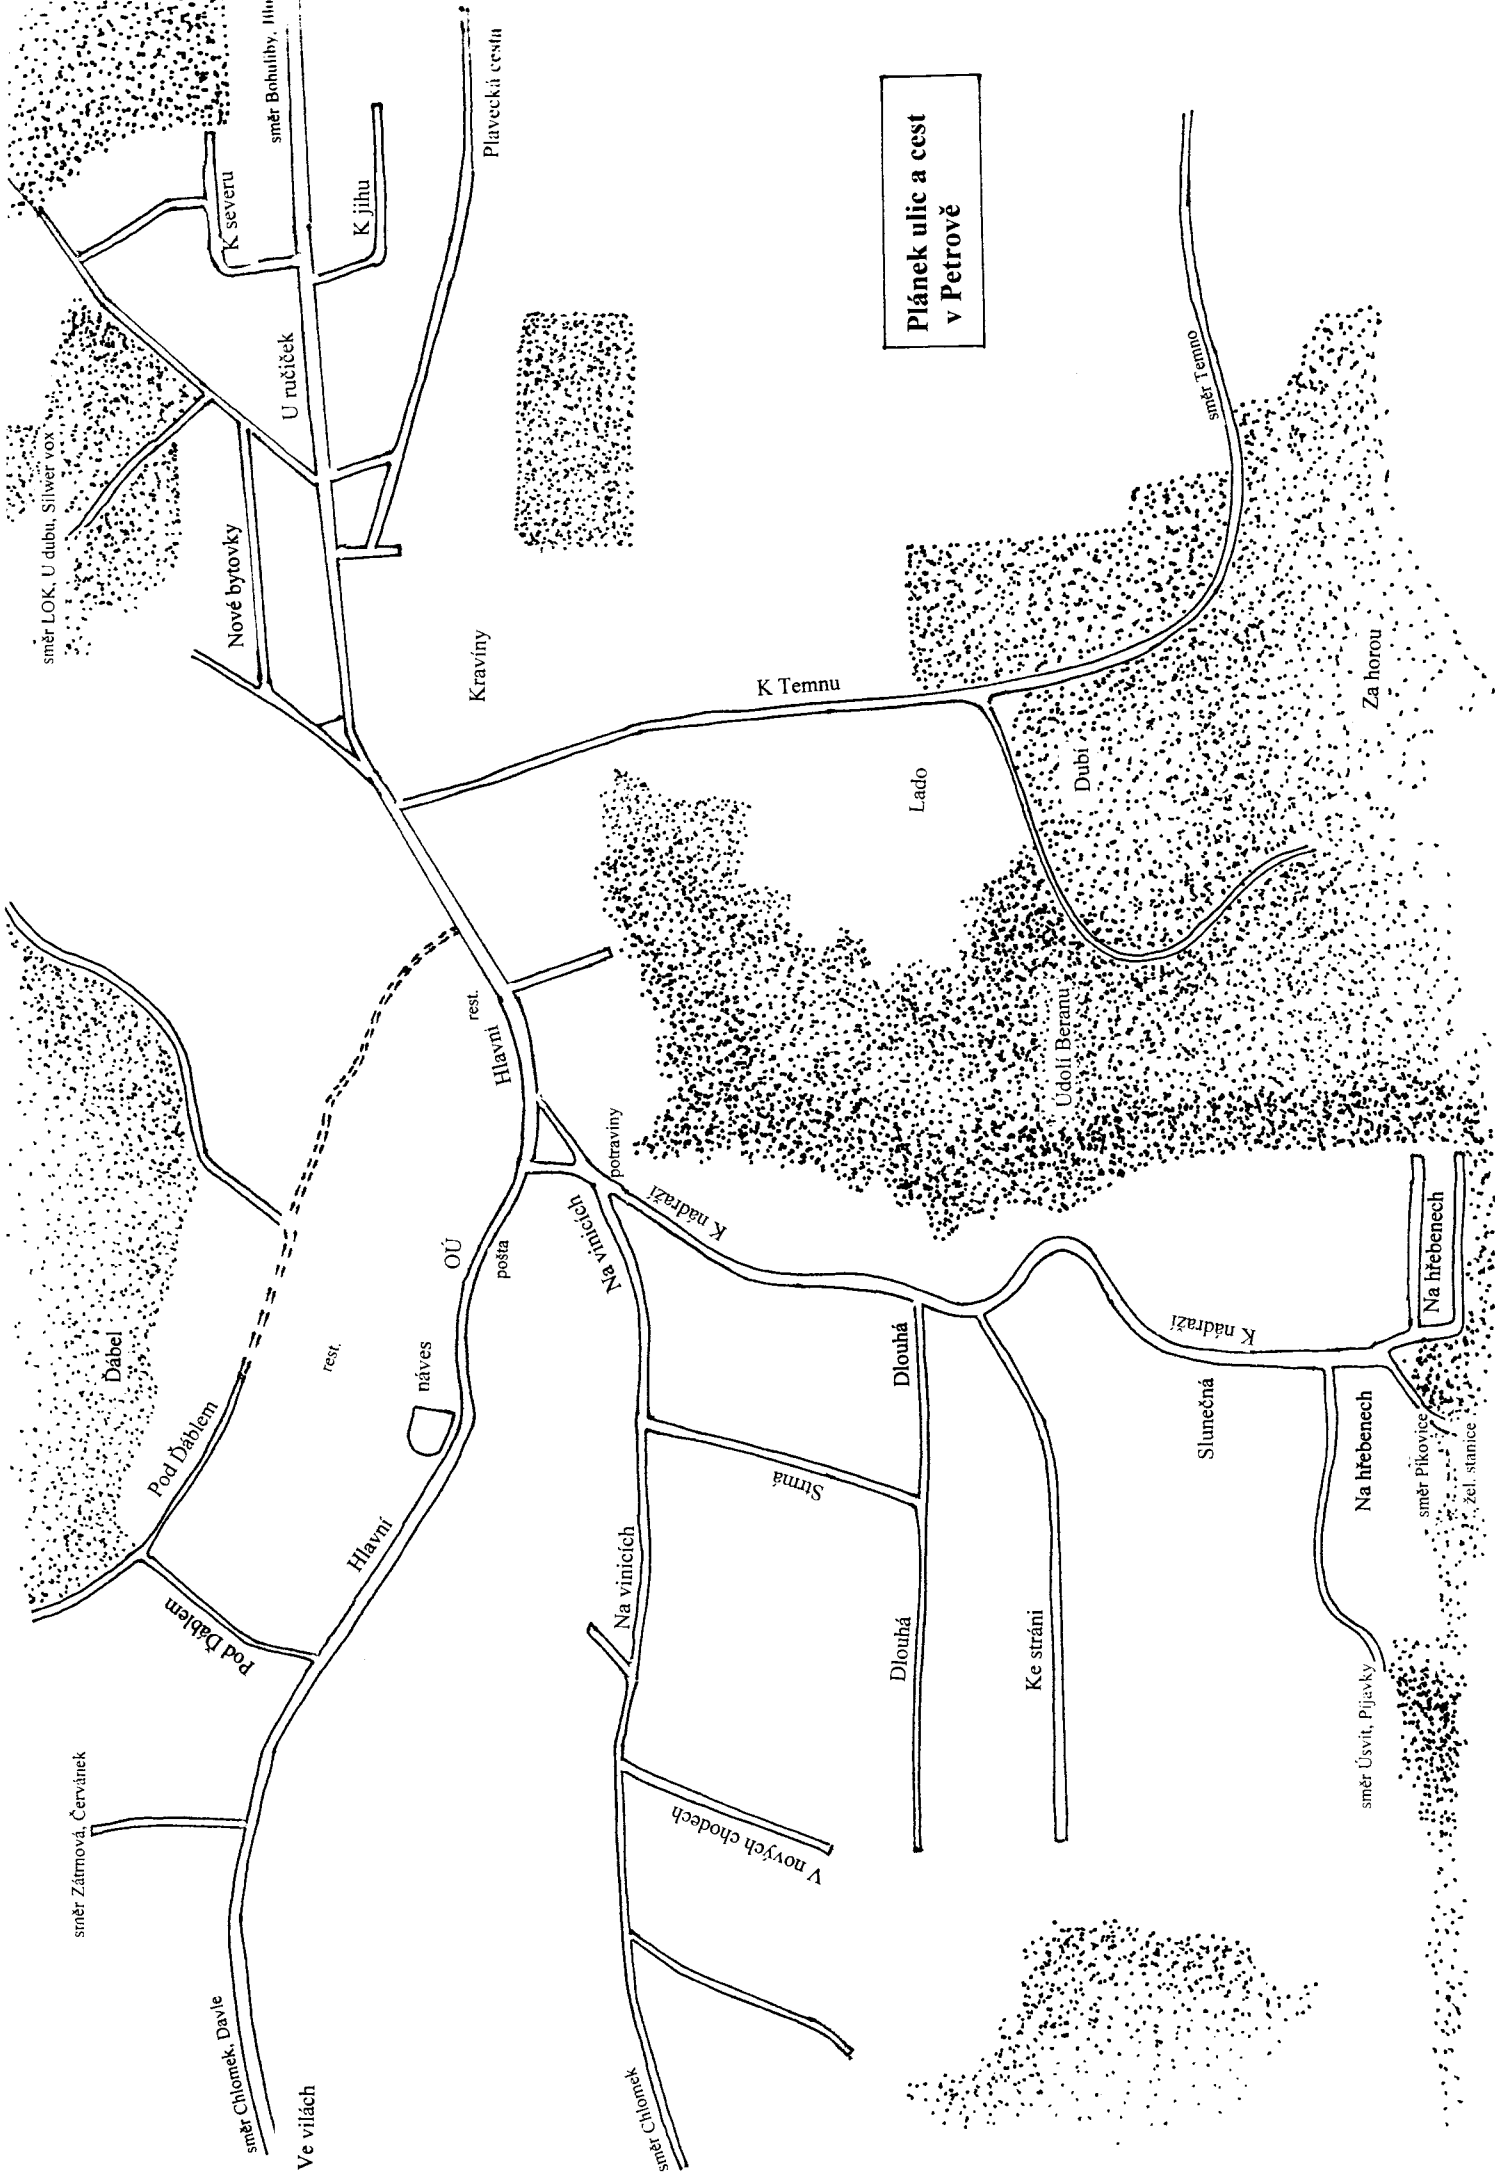 Plánek ulic a cest
v Petrově
směr Chlomek, Davle
Ve vilách
směr Zátrnová, Červánek
Pod Ďáblem
Pod Ďáblem
Ďábel
Hlavní
náves
rest.
OÚ
pošta
Hlavní
rest.
směr LOK, U dubu, Silwer vox
Nové bytovky
U ručiček
K severu
K jihu
směr Bohuliby,
Plavecká cesta
Kravíny
K Temnu
Lado
Dubí
směr Temno
Za horou
Údolí Beranu
potraviny
K nádraží
Na vinicích
Na vinicích
směr Chlomek
V nových chodech
Strmá
Dlouhá
Dlouhá
Ke stráni
K nádraží
Slunečná
Na hřebenech
Na hřebenech
směr Pikovice
žel. stanice
směr Úsvit, Pijavky